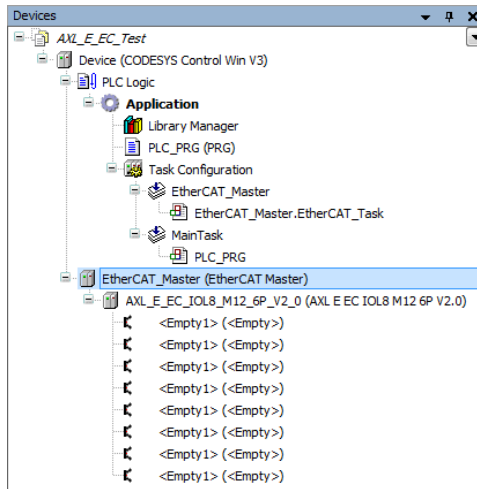 Devices
AXL_E_EC_Test
Device (CODESYS Control Win V3)
PLC Logic
Application
Library Manager
PLC_PRG (PRG)
Task Configuration
EtherCAT_Master
EtherCAT_Master.EtherCAT_Task
MainTask
PLC_PRG
EtherCAT_Master (EtherCAT Master)
AXL_E_EC_IOL8_M12_6P_V2_0 (AXL E EC IOL8 M12 6P V2.0)
<Empty1> (<Empty>)
<Empty1> (<Empty>)
<Empty1> (<Empty>)
<Empty1> (<Empty>)
<Empty1> (<Empty>)
<Empty1> (<Empty>)
<Empty1> (<Empty>)
<Empty1> (<Empty>)